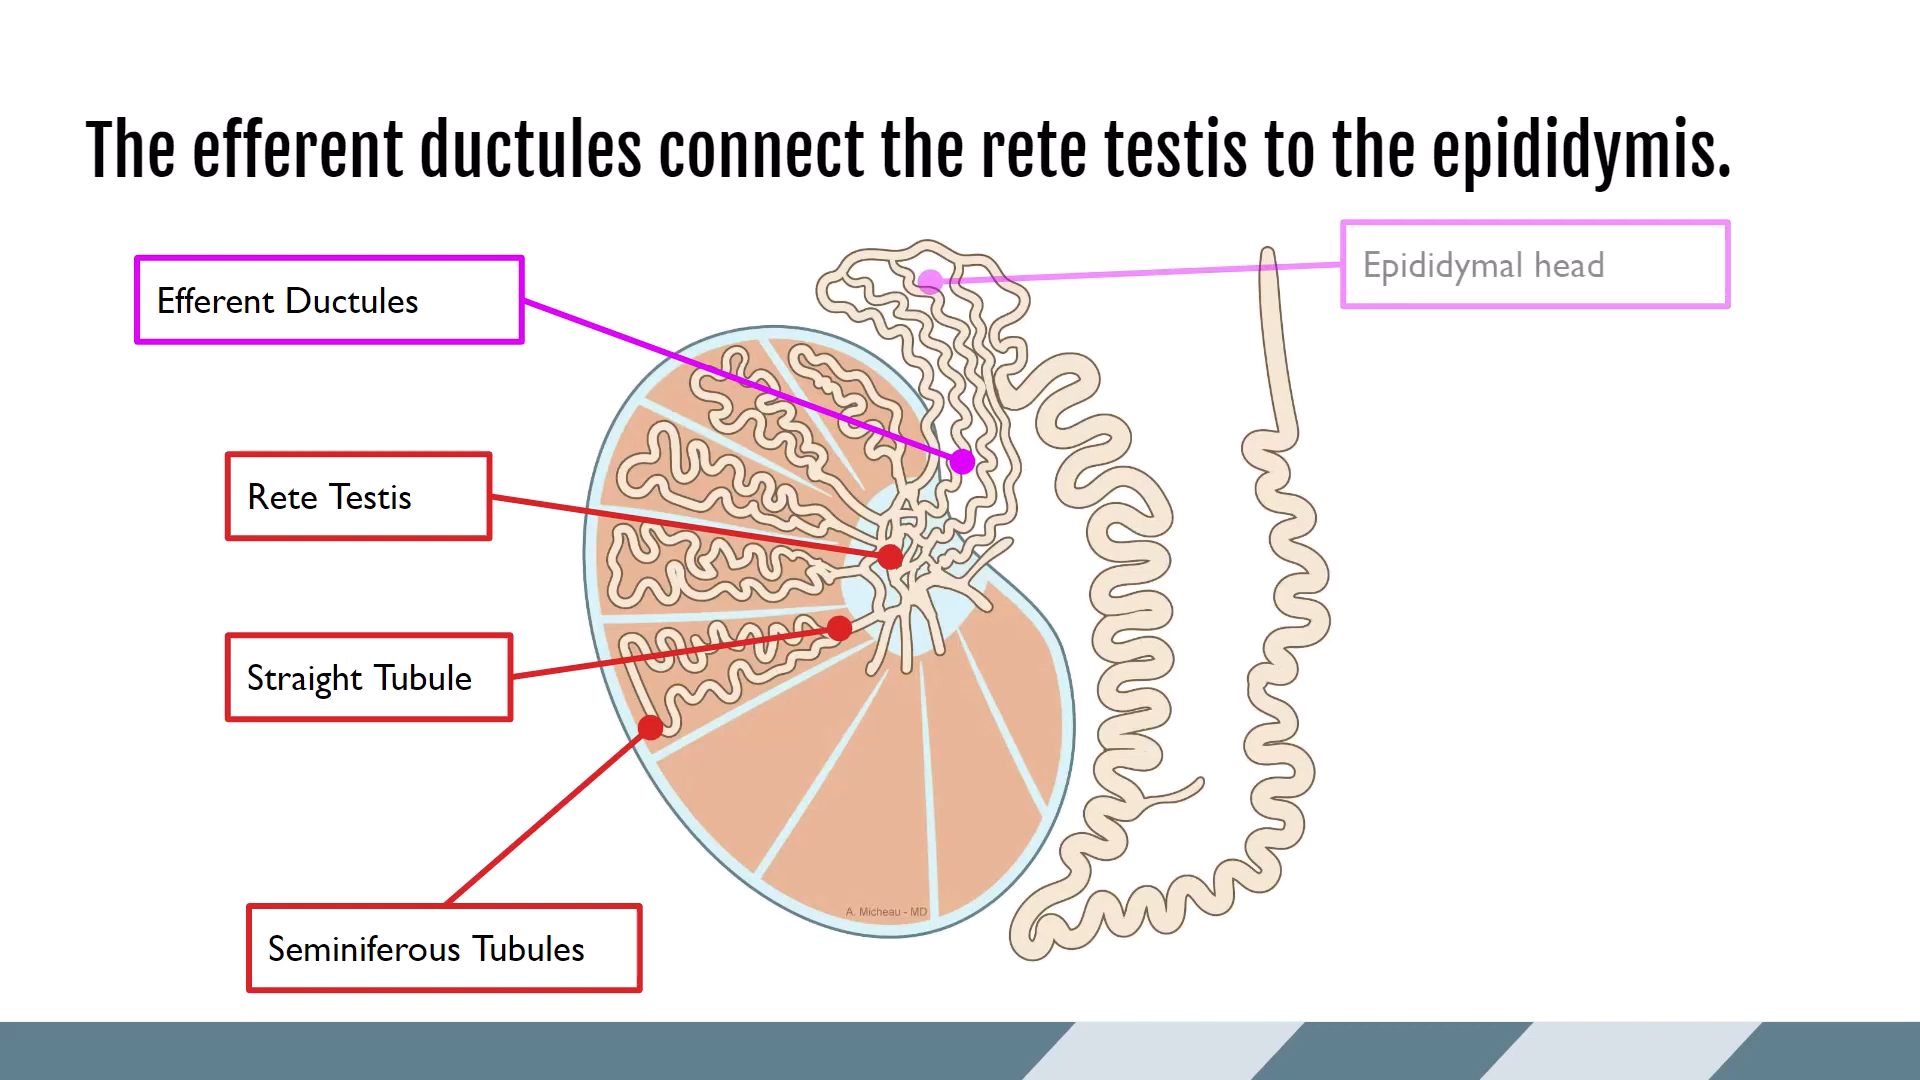 The efferent ductules connect the rete testis to the epididymis.
Epididymal head
Efferent Ductules
Rete Testis
Straight Tubule
Seminiferous Tubules
A. Micheau - MD